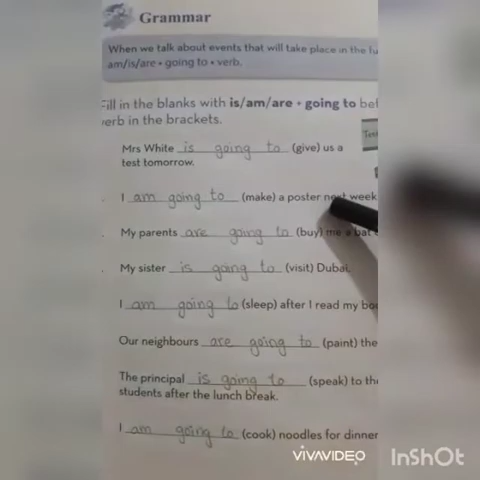 Grammar
When we talk about events that will take place in the fu
am/is/are + going to + verb.
Fill in the blanks with is/am/are + going to bef
verb in the brackets.
Mrs White is going to (give) us a
test tomorrow.
I am going to (make) a poster next week
My parents are going to (buy) me a bat
My sister is going to (visit) Dubai.
I am going to (sleep) after I read my bo
Our neighbours are going to (paint) the
The principal is going to (speak) to the
students after the lunch break.
I am going to (cook) noodles for dinner
VIVAVIDEO InShOt